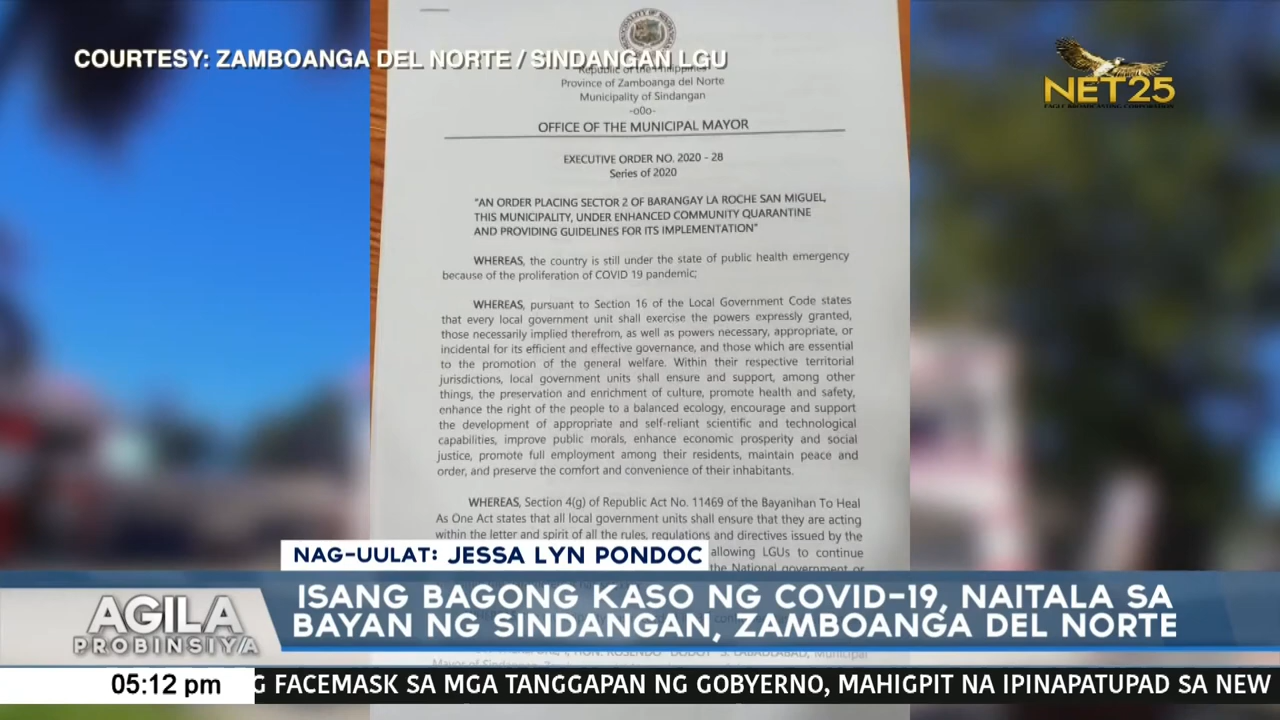 COURTESY: ZAMBOANGA DEL NORTE / SINDANGAN LGU
NET25
EAGLE BROADCASTING CORPORATION
Republic of the Philippines
Province of Zamboanga del Norte
Municipality of Sindangan
-oOo-
OFFICE OF THE MUNICIPAL MAYOR
EXECUTIVE ORDER NO. 2020 - 28
Series of 2020
"AN ORDER PLACING SECTOR 2 OF BARANGAY LA ROCHE SAN MIGUEL,
THIS MUNICIPALITY, UNDER ENHANCED COMMUNITY QUARANTINE
AND PROVIDING GUIDELINES FOR ITS IMPLEMENTATION"
WHEREAS, the country is still under the state of public health emergency
because of the proliferation of COVID 19 pandemic;
WHEREAS, pursuant to Section 16 of the Local Government Code states
that every local government unit shall exercise the powers expressly granted,
those necessarily implied therefrom, as well as powers necessary, appropriate, or
incidental for its efficient and effective governance, and those which are essential
to the promotion of the general welfare. Within their respective territorial
jurisdictions, local government units shall ensure and support, among other
things, the preservation and enrichment of culture, promote health and safety,
enhance the right of the people to a balanced ecology, encourage and support
the development of appropriate and self-reliant scientific and technological
capabilities, improve public morals, enhance economic prosperity and social
justice, promote full employment among their residents, maintain peace and
order, and preserve the comfort and convenience of their inhabitants.
WHEREAS, Section 4(g) of Republic Act No. 11469 of the Bayanihan To Heal
As One Act states that all local government units shall ensure that they are acting
within the letter and spirit of all the rules, regulations and directives issued by the
allowing LGUs to continue
the National government or
NAG-UULAT: JESSA LYN PONDOC
ISANG BAGONG KASO NG COVID-19, NAITALA SA
BAYAN NG SINDANGAN, ZAMBOANGA DEL NORTE
AGILA
PROBINSIYA
05:12 pm
G FACEMASK SA MGA TANGGAPAN NG GOBYERNO, MAHIGPIT NA IPINAPATUPAD SA NEW